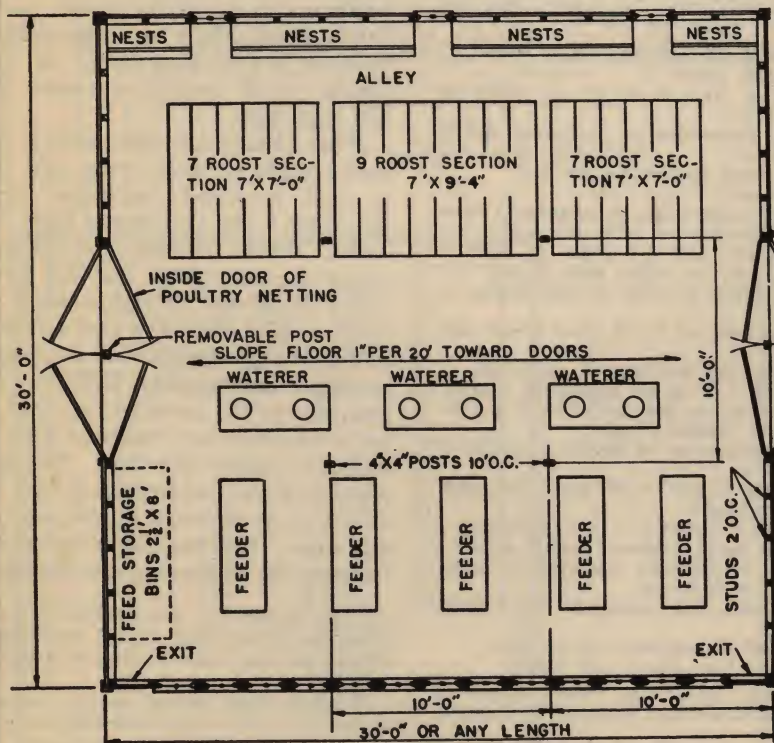 NESTS
NESTS
NESTS
NESTS
ALLEY
7 ROOST SEC-
TION 7'X7'-0"
9 ROOST SECTION
7'X9'-4"
7 ROOST SEC-
TION 7'X7'-0"
INSIDE DOOR OF
POULTRY NETTING
REMOVABLE POST
SLOPE FLOOR 1"PER 20' TOWARD DOORS
30'-0"
10'-0"
WATERER
WATERER
WATERER
4"X4"POSTS 10'O.C.
FEED STORAGE
BINS 2½'X8'
FEEDER
FEEDER
FEEDER
FEEDER
FEEDER
STUDS 2'O.C.
EXIT
EXIT
10'-0"
10'-0"
30'-0" OR ANY LENGTH